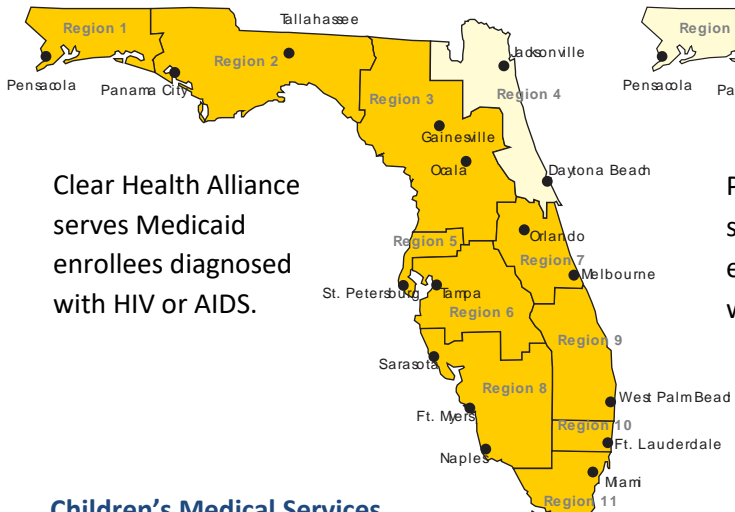 Region 1
Tallahassee
Region 2
Jacksonville
Region
Pensacola
Panama City
Region 3
Region 4
Pensacola
Pa
Gainesville
Ocala
Daytona Beach
Clear Health Alliance
serves Medicaid
enrollees diagnosed
with HIV or AIDS.
P
s
e
w
Orlando
Region 5
Region 7
Melbourne
St. Petersburg
Tampa
Region 6
Region 9
Sarasota
Region 8
West Palm Bead
Ft. Myers
Region 10
Ft. Lauderdale
Naples
Mami
Region 11
Children's Medical Services